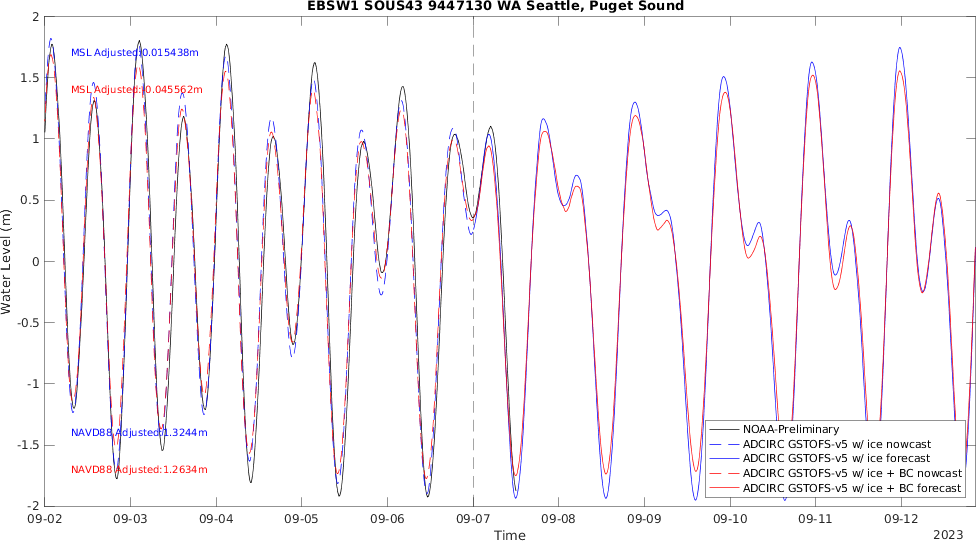 EBSW1 SOUS43 9447130 WA Seattle, Puget Sound
2
1.5
1
0.5
0
-0.5
-1
-1.5
-2
Water Level (m)
MSL Adjusted:0.015438m
MSL Adjusted:0.045562m
NAVD88 Adjusted:1.3244m
NAVD88 Adjusted:1.2634m
NOAA-Preliminary
ADCIRC GSTOFS-v5 w/ ice nowcast
ADCIRC GSTOFS-v5 w/ ice forecast
ADCIRC GSTOFS-v5 w/ ice + BC nowcast
ADCIRC GSTOFS-v5 w/ ice + BC forecast
09-02 09-03 09-04 09-05 09-06 09-07 09-08 09-09 09-10 09-11 09-12
Time
2023